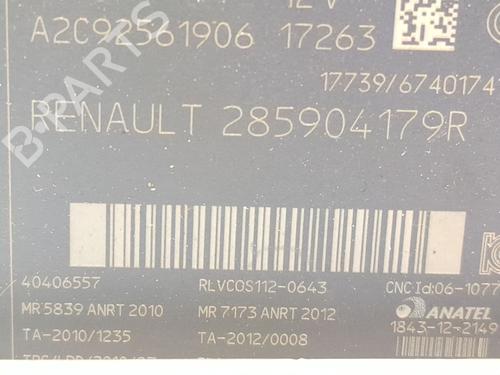 12V
A2C92561906 17263
17739/6740174
RENAULT 285904179R
40406557
RLVCOS112-0643
CNC Id:06-1077
MR 5839 ANRT 2010
MR 7173 ANRT 2012
ANATEL
TA-2010/1235
TA-2012/0008
1843-12-2149